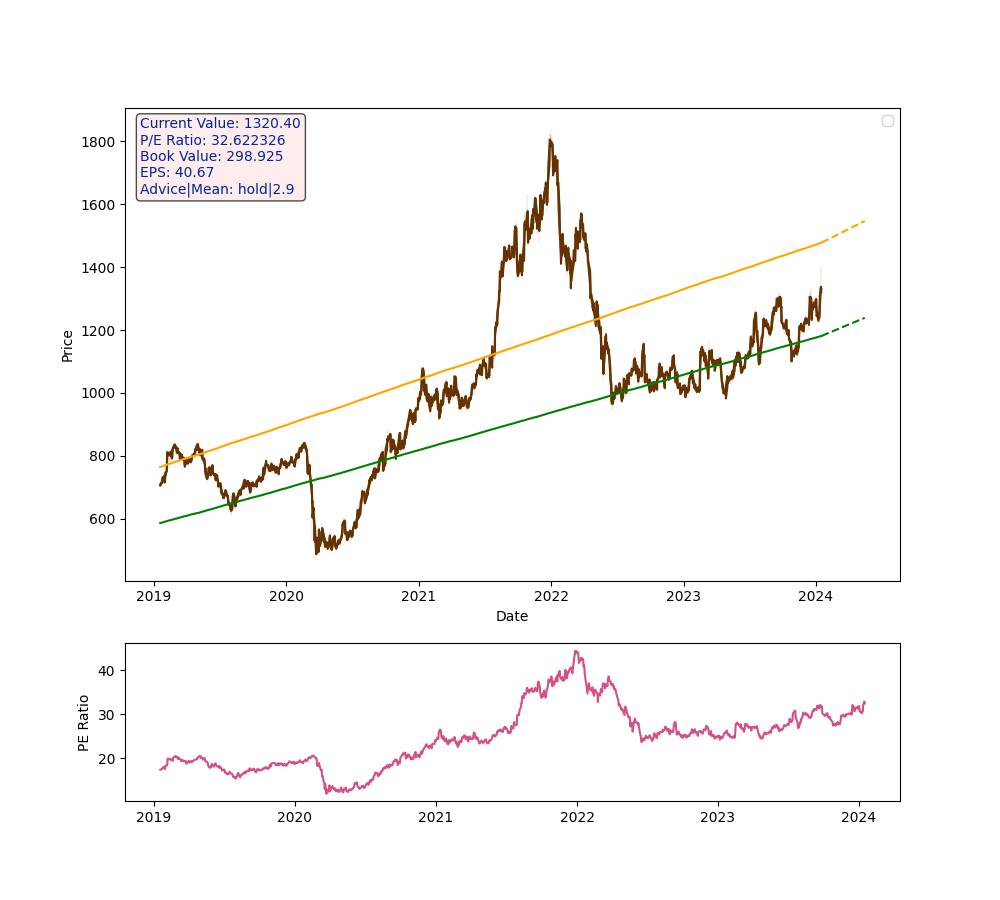 Current Value: 1320.40
P/E Ratio: 32.622326
Book Value: 298.925
EPS: 40.67
Advice|Mean: hold|2.9
1800
1600
1400
1200
1000
800
600
Price
2019 2020 2021 2022 2023 2024
Date
40
30
20
PE Ratio
2019 2020 2021 2022 2023 2024